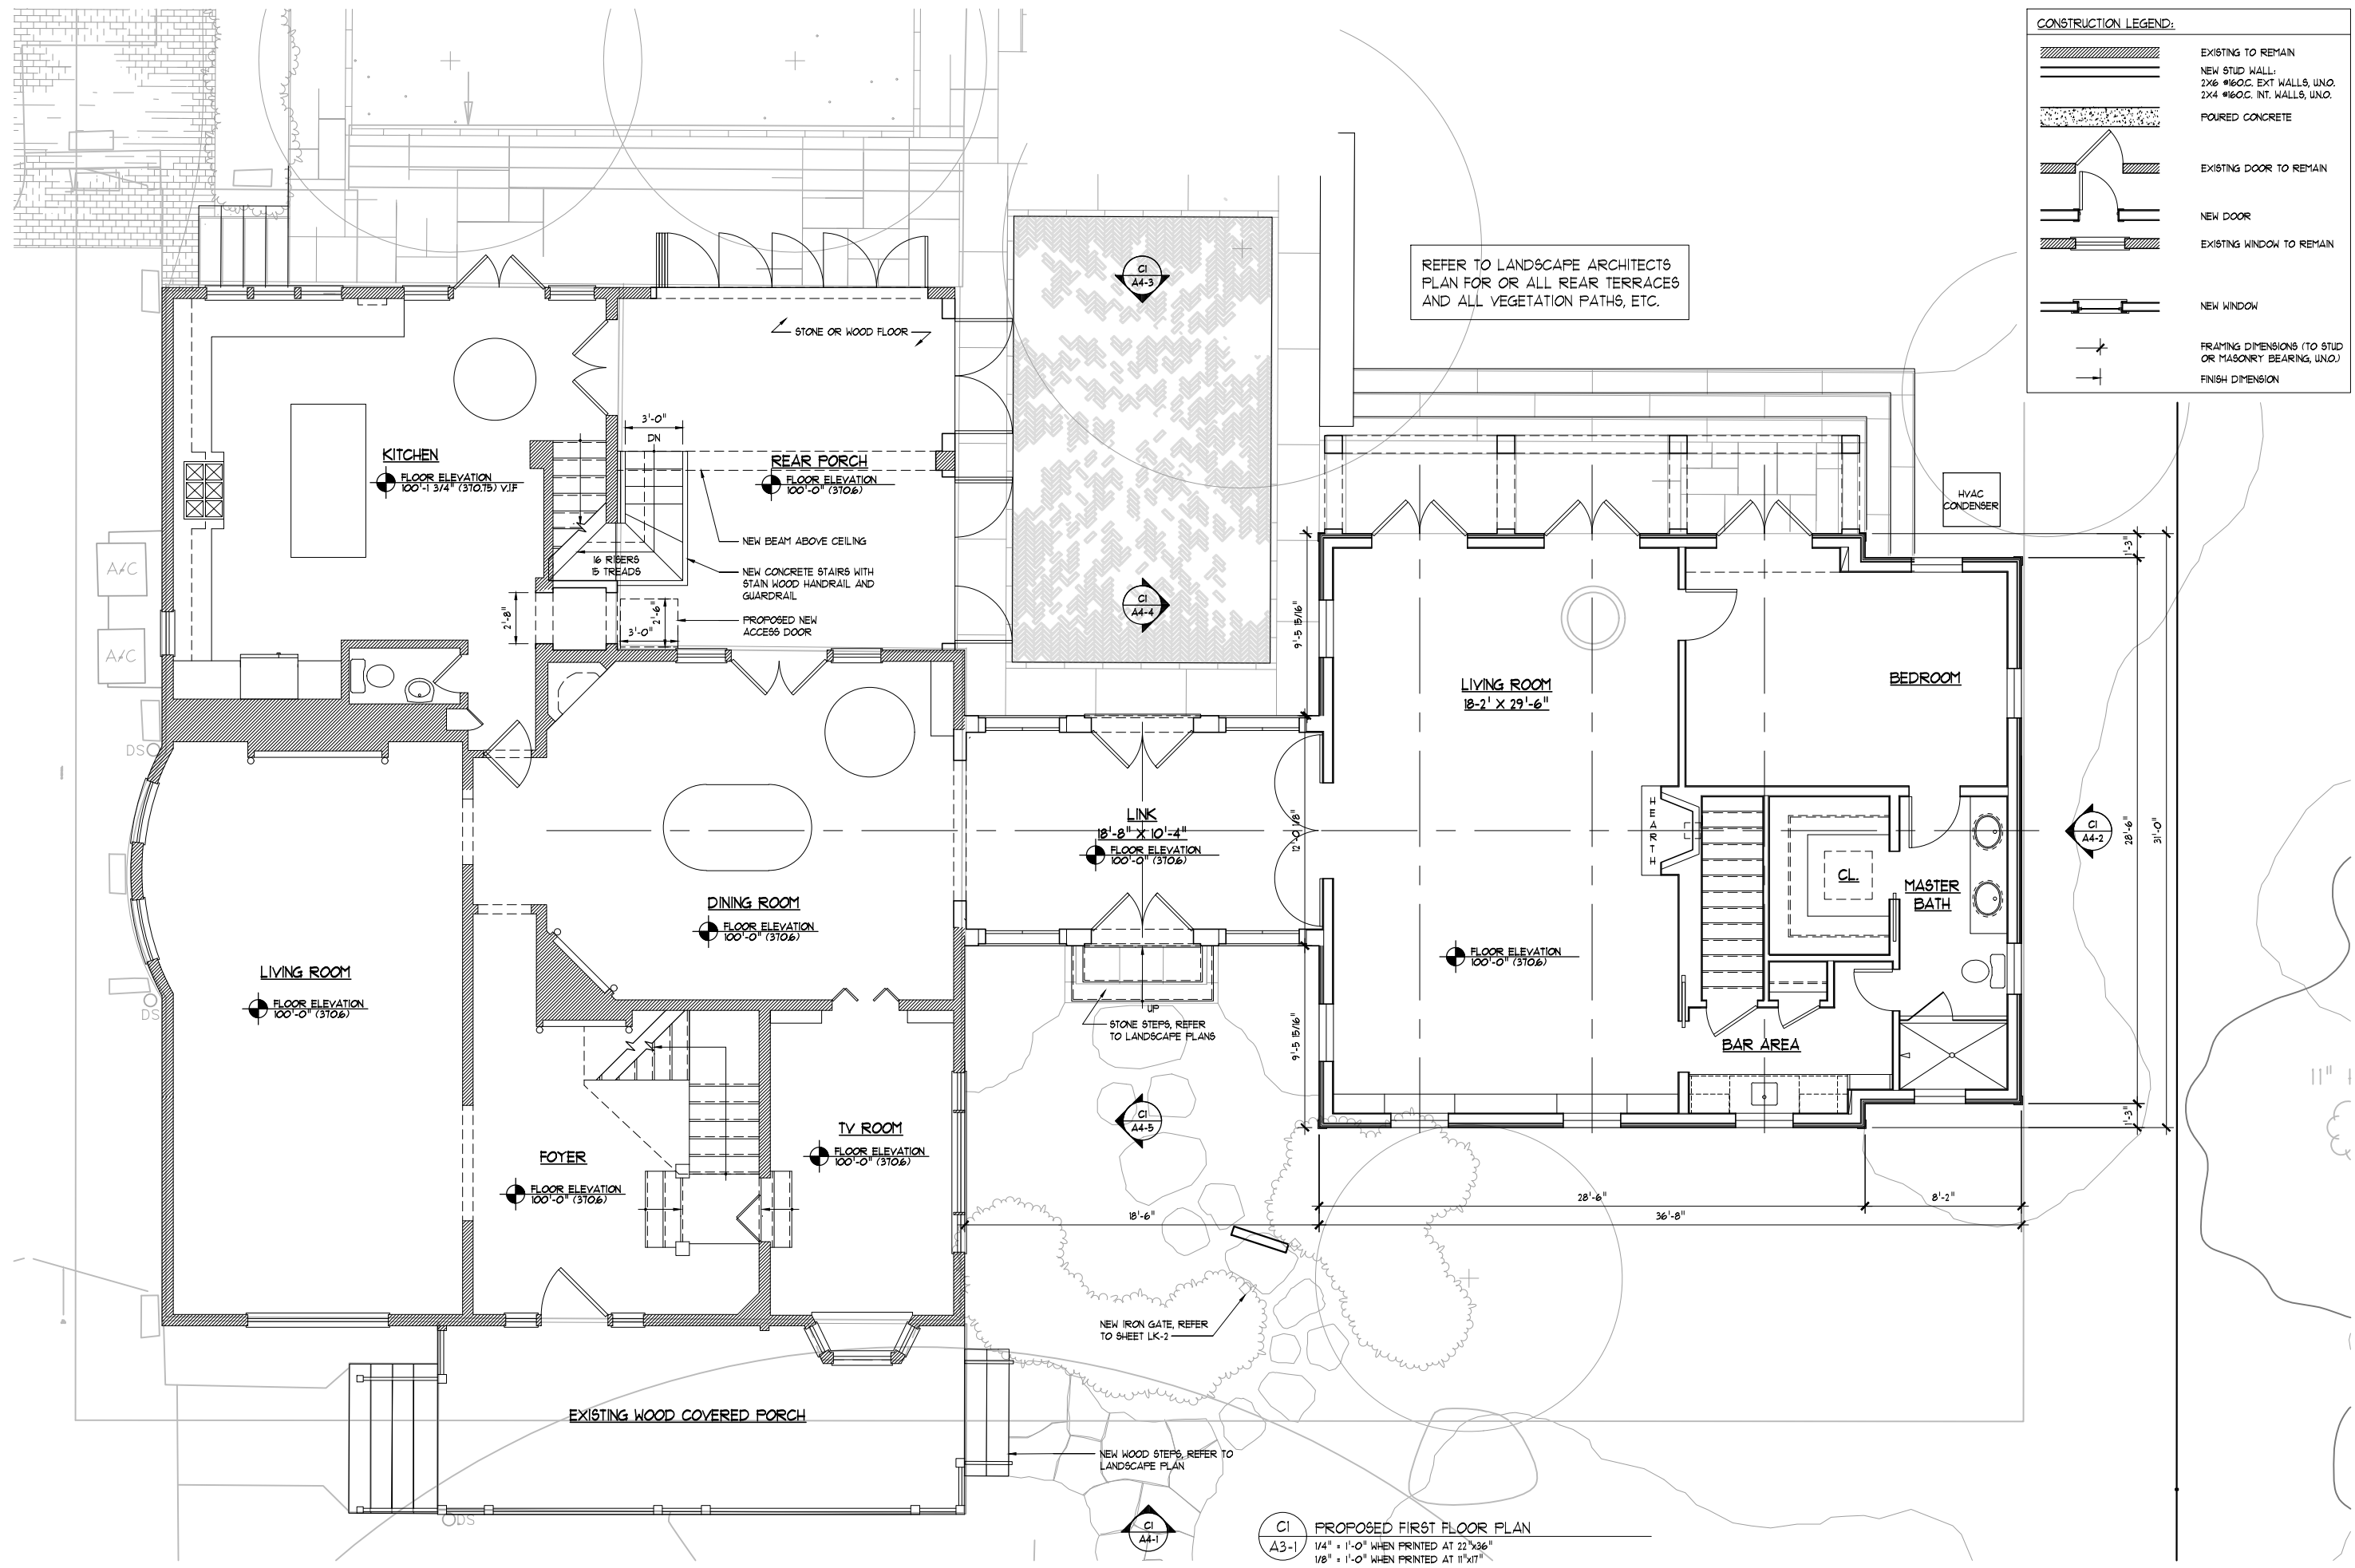 CONSTRUCTION LEGEND:
EXISTING TO REMAIN
NEW STUD WALL:
2X6 @16O.C. EXT WALLS, U.N.O.
2X4 @16O.C. INT. WALLS, U.N.O.
POURED CONCRETE
EXISTING DOOR TO REMAIN
NEW DOOR
EXISTING WINDOW TO REMAIN
NEW WINDOW
FRAMING DIMENSIONS (TO STUD
OR MASONRY BEARING, U.N.O.)
FINISH DIMENSION
REFER TO LANDSCAPE ARCHITECTS
PLAN FOR OR ALL REAR TERRACES
AND ALL VEGETATION PATHS, ETC.
C1
A4-3
STONE OR WOOD FLOOR
3'-0"
DN
KITCHEN
FLOOR ELEVATION
100'-1 3/4" (370.75) V.I.F
REAR PORCH
FLOOR ELEVATION
100'-0" (370.6)
HVAC
CONDENSER
NEW BEAM ABOVE CEILING
16 RISERS
15 TREADS
NEW CONCRETE STAIRS WITH
STAIN WOOD HANDRAIL AND
GUARDRAIL
A/C
1'-3"
2'-8"
2'-6"
3'-0"
PROPOSED NEW
ACCESS DOOR
C1
A4-4
9'-5 15/16"
A/C
LIVING ROOM
18-2' X 29'-6"
BEDROOM
DS
HEARTH
LINK
18'-8" X 10'-4"
FLOOR ELEVATION
100'-0" (370.6)
12'-0 1/8"
C1
A4-2
28'-6"
31'-0"
CL.
MASTER
BATH
DINING ROOM
FLOOR ELEVATION
100'-0" (370.6)
FLOOR ELEVATION
100'-0" (370.6)
LIVING ROOM
FLOOR ELEVATION
100'-0" (370.6)
DS
UP
STONE STEPS, REFER
TO LANDSCAPE PLANS
9'-5 15/16"
BAR AREA
11"
C1
A4-5
1'-3"
TV ROOM
FLOOR ELEVATION
100'-0" (370.6)
FOYER
FLOOR ELEVATION
100'-0" (370.6)
28'-6"
8'-2"
18'-6"
36'-8"
NEW IRON GATE, REFER
TO SHEET LK-2
EXISTING WOOD COVERED PORCH
NEW WOOD STEPS, REFER TO
LANDSCAPE PLAN
DS
C1
A4-1
C1
A3-1
PROPOSED FIRST FLOOR PLAN
1/4" = 1'-0" WHEN PRINTED AT 22"x36"
1/8" = 1'-0" WHEN PRINTED AT 11"x17"